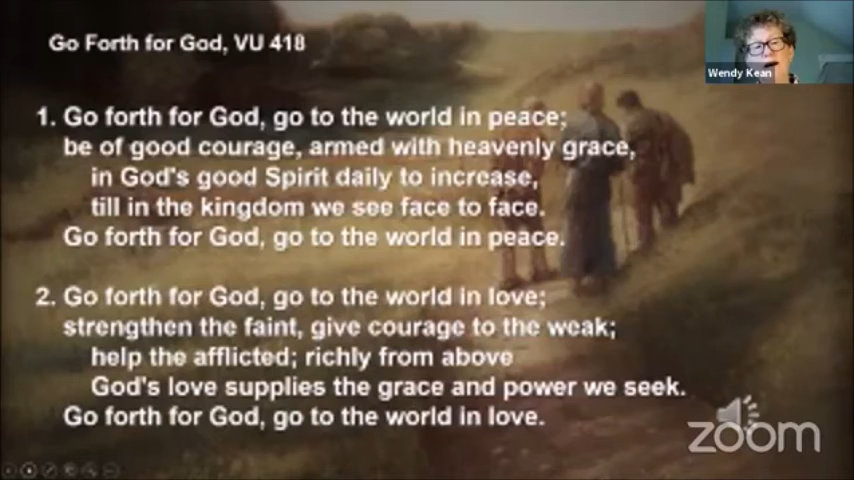 Go Forth for God, VU 418
Wendy Kean
1. Go forth for God, go to the world in peace;
be of good courage, armed with heavenly grace,
in God's good Spirit daily to increase,
till in the kingdom we see face to face.
Go forth for God, go to the world in peace.
2. Go forth for God, go to the world in love;
strengthen the faint, give courage to the weak;
help the afflicted; richly from above
God's love supplies the grace and power we seek.
Go forth for God, go to the world in love.
zoom